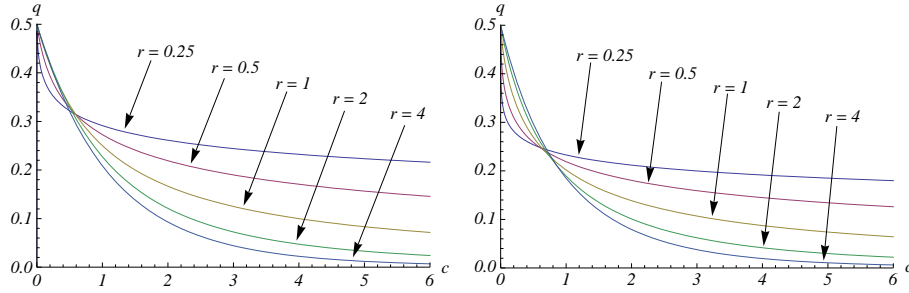 q
0.5
0.4
0.3
0.2
0.1
0.0
0
1
2
3
4
5
6
c
r = 0.25
r = 0.5
r = 1
r = 2
r = 4
q
0.5
0.4
0.3
0.2
0.1
0.0
0
1
2
3
4
5
6
c
r = 0.25
r = 0.5
r = 1
r = 2
r = 4